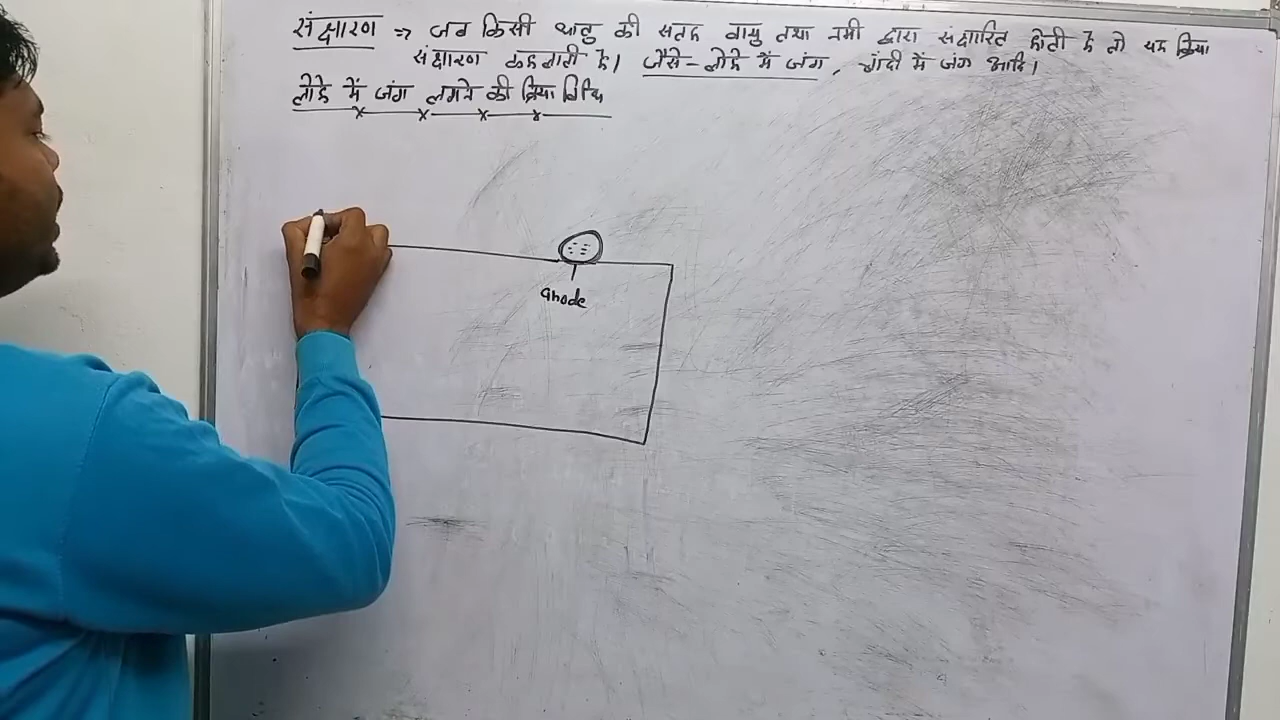 संक्षारण ⇒ जब किसी धातु की सतह वायु तथा नमी द्वारा संक्षारित होती है तो यह क्रिया
संक्षारण कहलाती है। जैसे - लोहे में जंग, चांदी में जंग आदि।
लोहे में जंग लगने की क्रिया विधि
anode